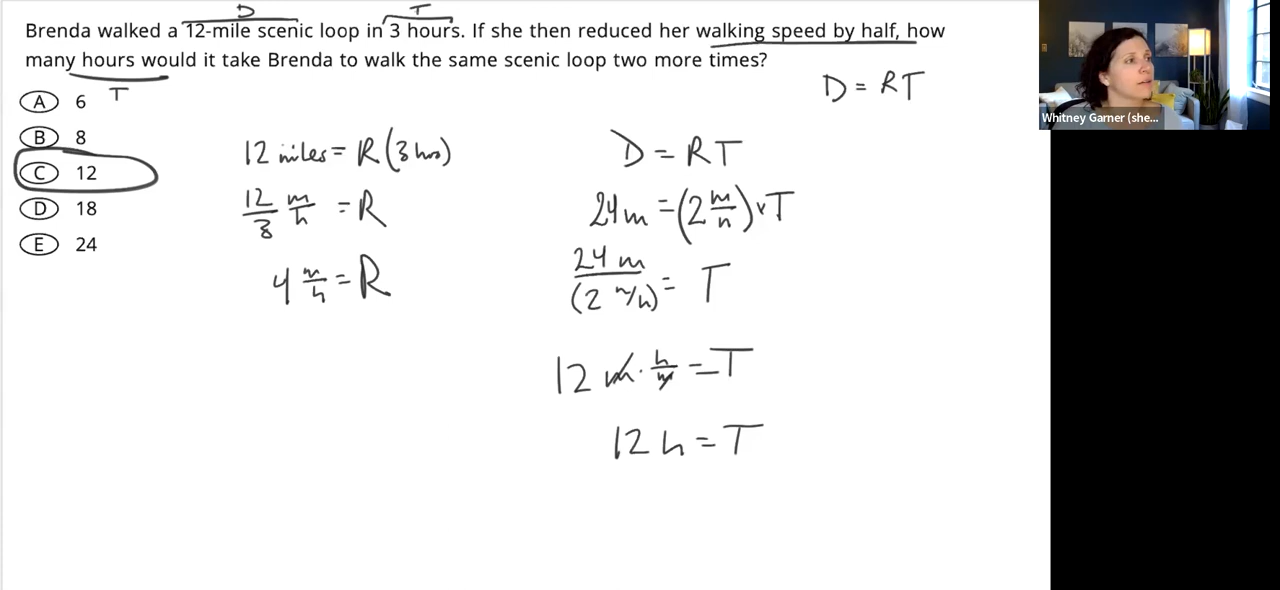 D T
Brenda walked a 12-mile scenic loop in 3 hours. If she then reduced her walking speed by half, how
many hours would it take Brenda to walk the same scenic loop two more times?
T
D = RT
A 6
B 8
C 12
D 18
E 24
12 miles = R(3 hrs)
12/3 m/h = R
4 m/h = R
D = RT
24m = (2 m/h) × T
24 m/(2 m/h) = T
12 m · h/m = T
12 h = T
Whitney Garner (she...